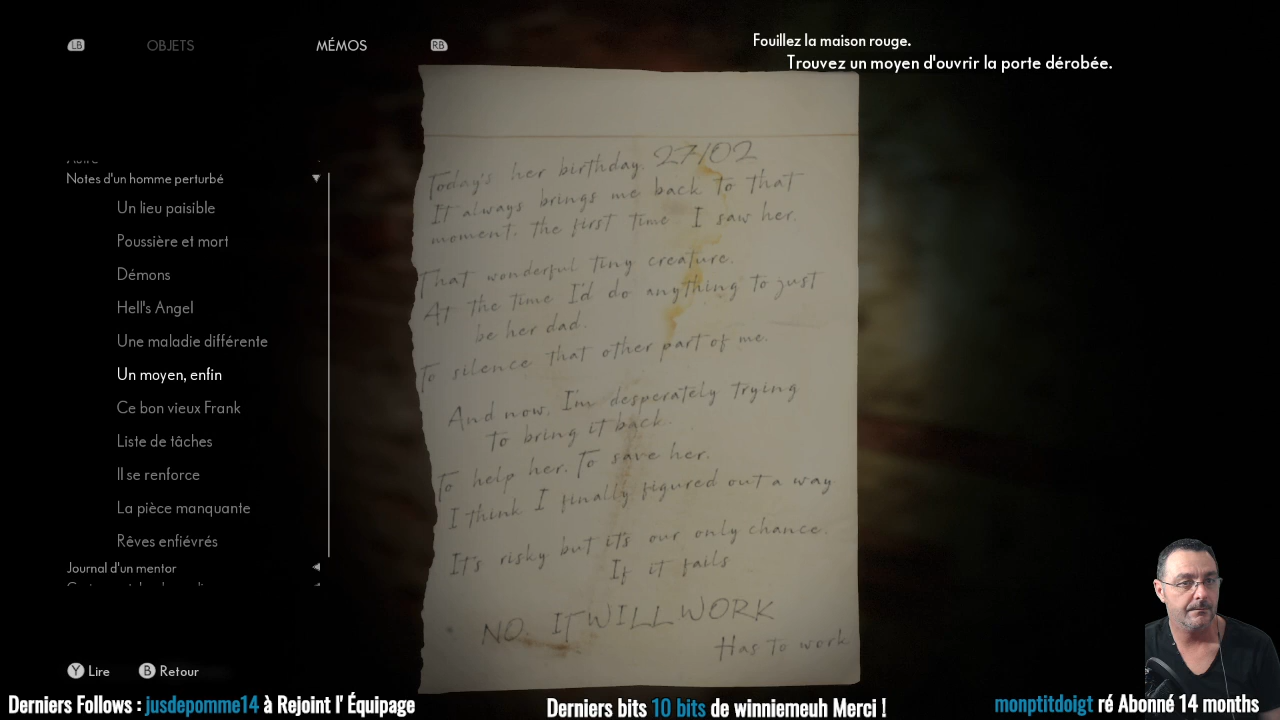 LB OBJETS MÉMOS RB
Fouillez la maison rouge.
Trouvez un moyen d'ouvrir la porte dérobée.
Autre
Notes d'un homme perturbé
Un lieu paisible
Poussière et mort
Démons
Hell's Angel
Une maladie différente
Un moyen, enfin
Ce bon vieux Frank
Liste de tâches
Il se renforce
La pièce manquante
Rêves enfiévrés
Journal d'un mentor
Today's her birthday. 27/02
It always brings me back to that
moment, the first time I saw her.
That wonderful tiny creature.
At the time I'd do anything to just
be her dad.
To silence that other part of me.
And now, I'm desperately trying
to bring it back.
To help her. To save her.
I think I finally figured out a way
It's risky but it's our only chance.
If it fails
NO. IT WILL WORK
Has to work
Y Lire B Retour
Derniers Follows : jusdepomme14 à Rejoint l' Équipage
Derniers bits 10 bits de winniemeuh Merci !
monptitdoigt ré Abonné 14 months